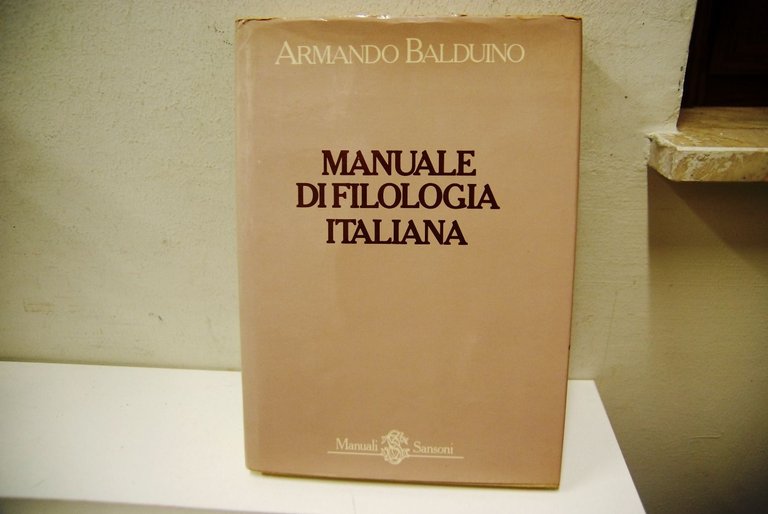 ARMANDO BALDUINO
MANUALE
DI FILOLOGIA
ITALIANA
Manuali Sansoni